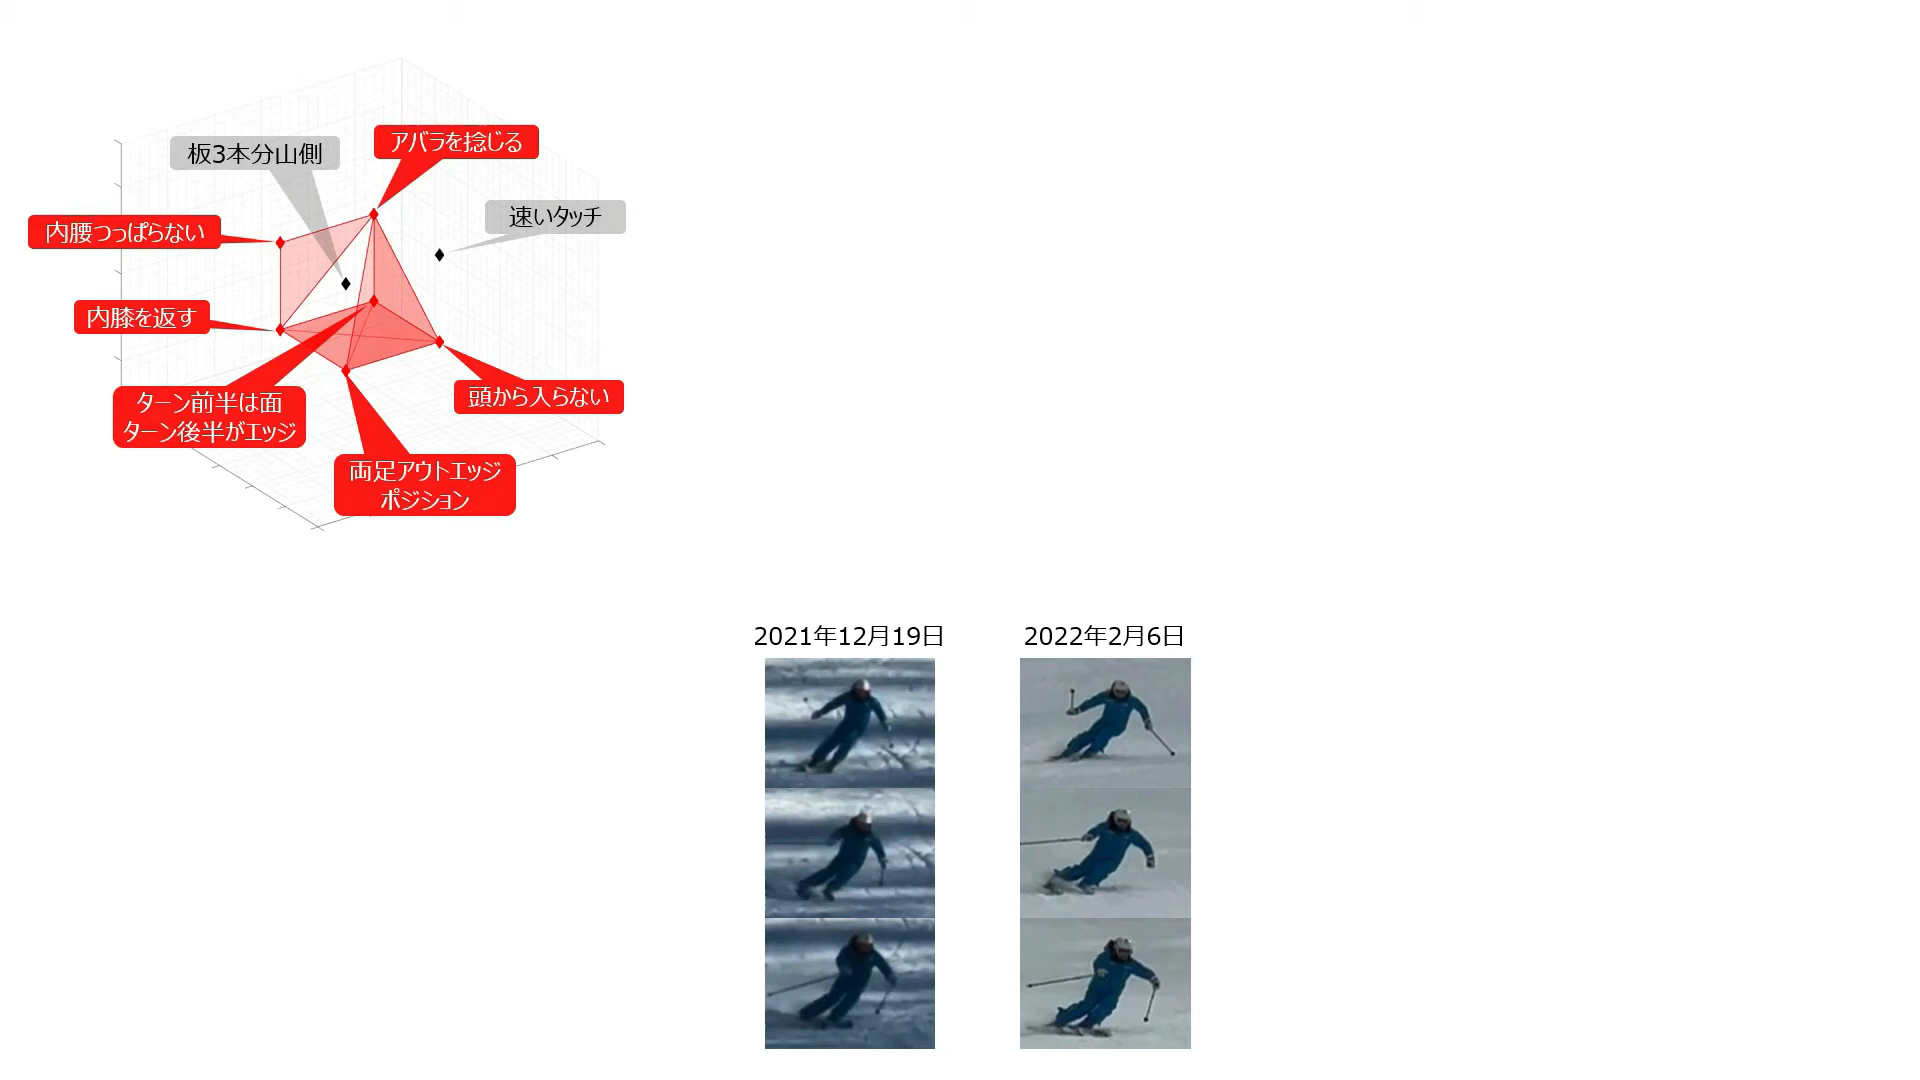 アバラを捻じる
板3本分山側
速いタッチ
内腰つっぱらない
内膝を返す
頭から入らない
ターン前半は面
ターン後半がエッジ
両足アウトエッジ
ポジション
2021年12月19日
2022年2月6日